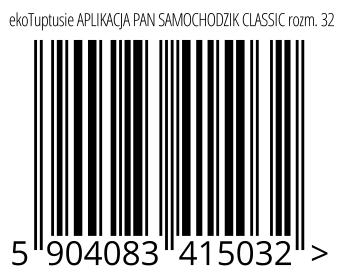 ekoTuptusie APLIKACJA PAN SAMOCHODZIK CLASSIC rozm. 32
5 904083 415032 >